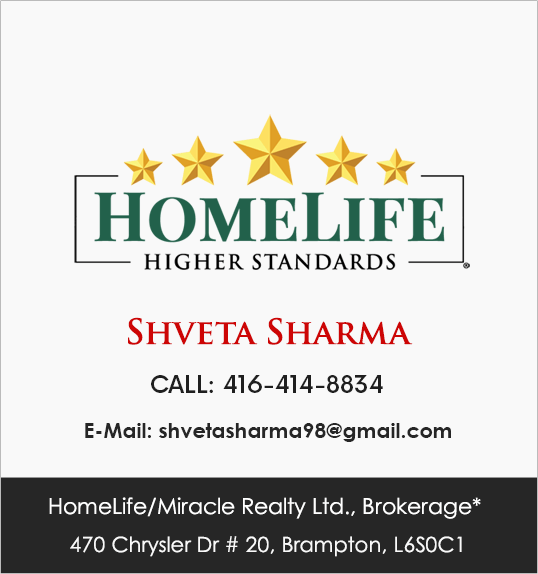 HOMELIFE
HIGHER STANDARDS ®
SHVETA SHARMA
CALL: 416-414-8834
E-Mail: shvetasharma98@gmail.com
HomeLife/Miracle Realty Ltd., Brokerage*
470 Chrysler Dr # 20, Brampton, L6S0C1